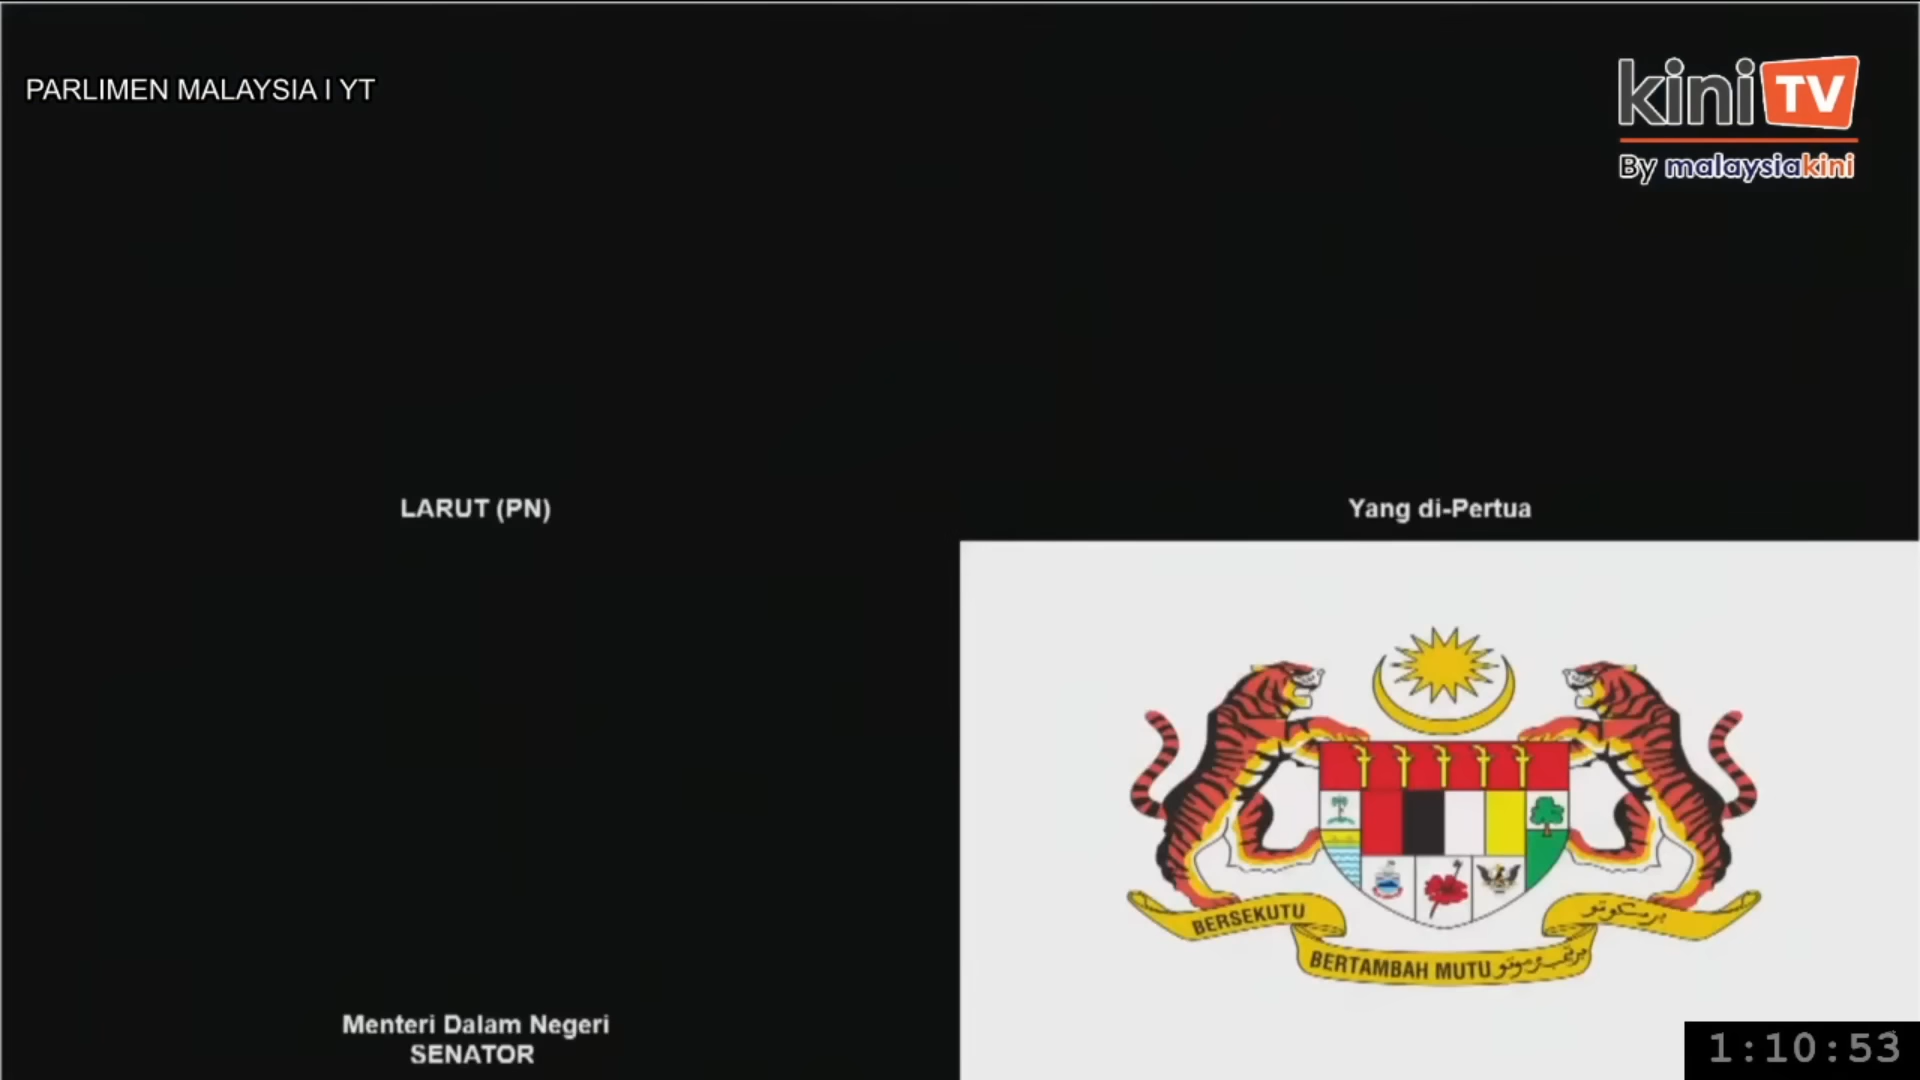 PARLIMEN MALAYSIA I YT
kini TV
By malaysiakini
LARUT (PN)
Yang di-Pertua
BERSEKUTU
BERTAMBAH MUTU
Menteri Dalam Negeri
SENATOR
1:10:53